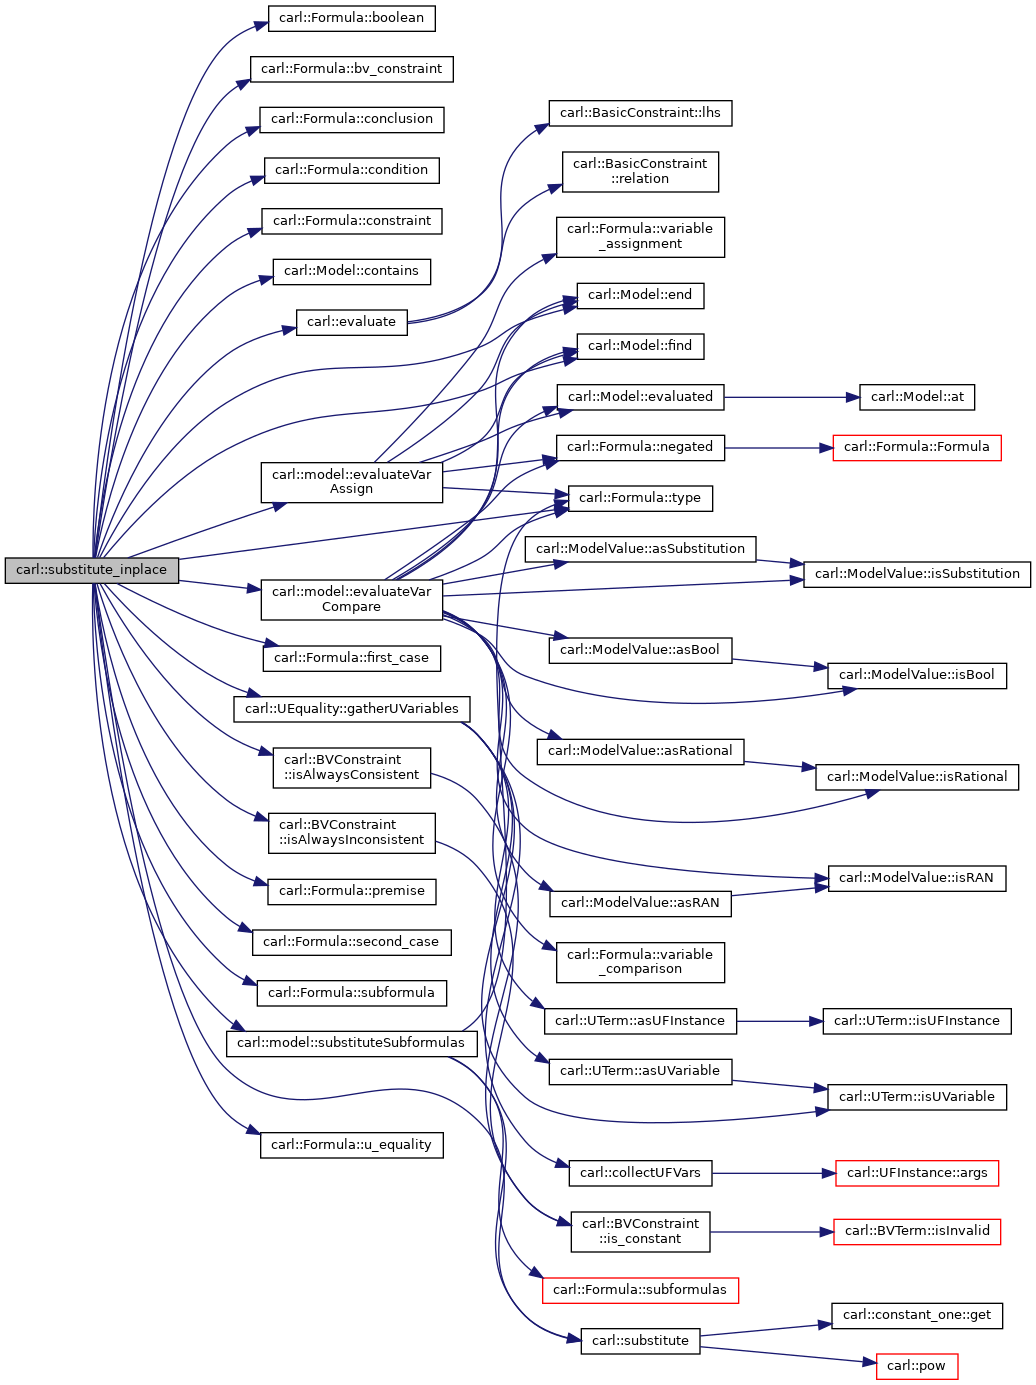 carl::substitute_inplace
carl::Formula::boolean
carl::Formula::bv_constraint
carl::Formula::conclusion
carl::Formula::condition
carl::Formula::constraint
carl::Model::contains
carl::evaluate
carl::model::evaluateVar
Assign
carl::model::evaluateVar
Compare
carl::Formula::first_case
carl::UEquality::gatherUVariables
carl::BVConstraint
::isAlwaysConsistent
carl::BVConstraint
::isAlwaysInconsistent
carl::Formula::premise
carl::Formula::second_case
carl::Formula::subformula
carl::model::substituteSubformulas
carl::Formula::u_equality
carl::BasicConstraint::lhs
carl::BasicConstraint
::relation
carl::Formula::variable
_assignment
carl::Model::end
carl::Model::find
carl::Model::evaluated
carl::Formula::negated
carl::Formula::type
carl::ModelValue::asSubstitution
carl::ModelValue::asBool
carl::ModelValue::asRational
carl::ModelValue::asRAN
carl::Formula::variable
_comparison
carl::UTerm::asUFInstance
carl::UTerm::asUVariable
carl::collectUFVars
carl::BVConstraint
::is_constant
carl::Formula::subformulas
carl::substitute
carl::Model::at
carl::Formula::Formula
carl::ModelValue::isSubstitution
carl::ModelValue::isBool
carl::ModelValue::isRational
carl::ModelValue::isRAN
carl::UTerm::isUFInstance
carl::UTerm::isUVariable
carl::UFInstance::args
carl::BVTerm::isInvalid
carl::constant_one::get
carl::pow